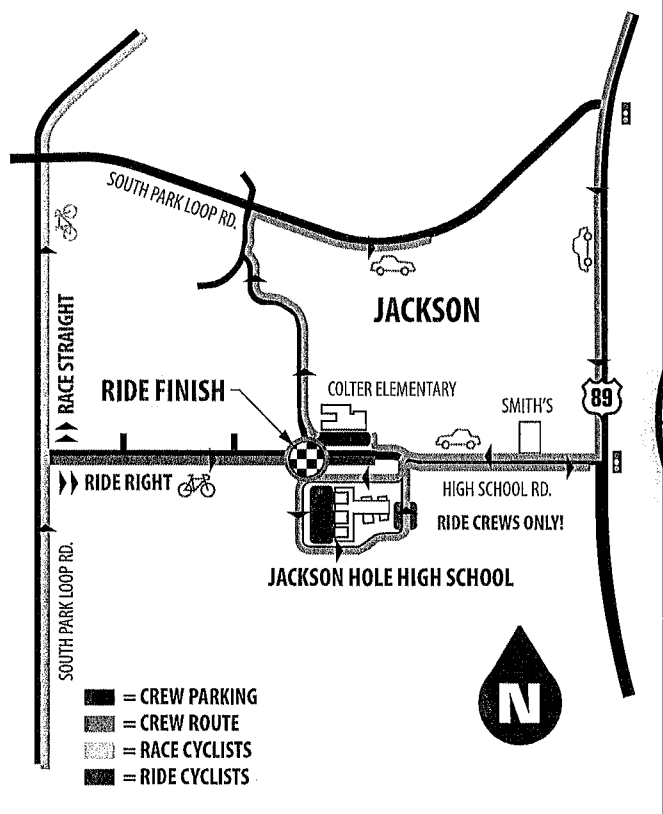 SOUTH PARK LOOP RD.
JACKSON
RACE STRAIGHT
RIDE FINISH
COLTER ELEMENTARY
SMITH'S
89
RIDE RIGHT
HIGH SCHOOL RD.
RIDE CREWS ONLY!
JACKSON HOLE HIGH SCHOOL
SOUTH PARK LOOP RD.
N
= CREW PARKING
= CREW ROUTE
= RACE CYCLISTS
= RIDE CYCLISTS